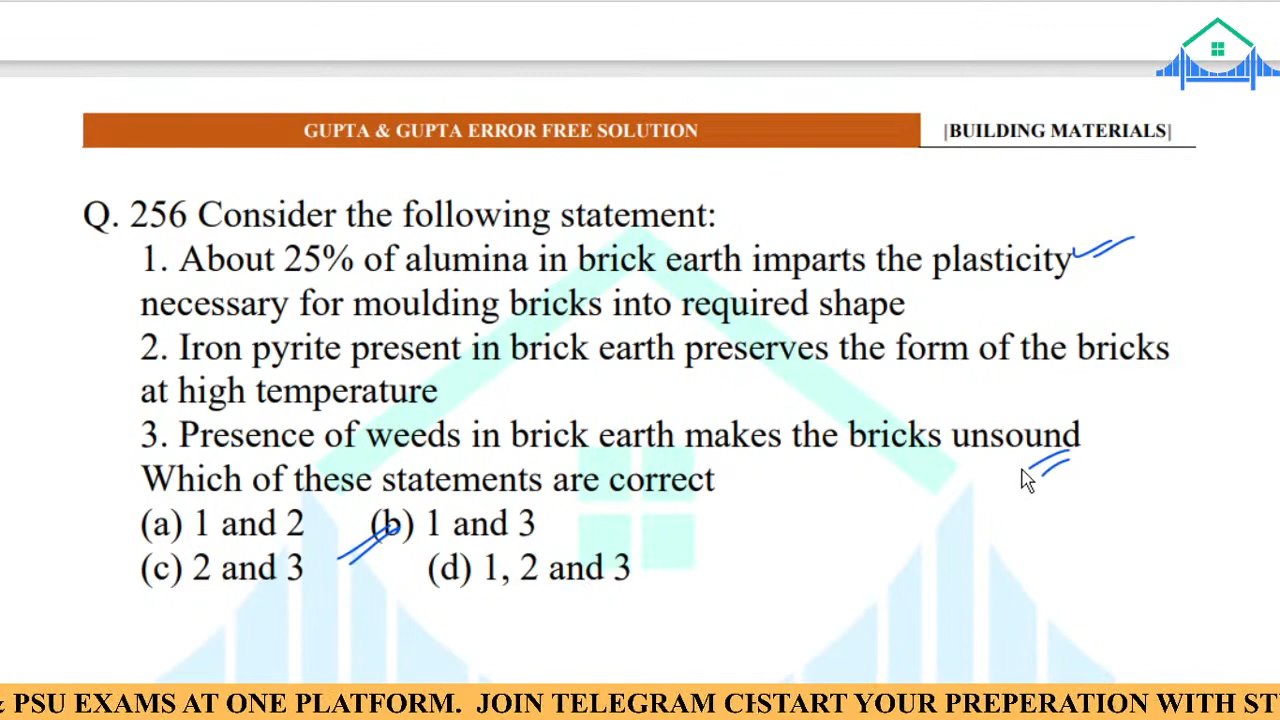 GUPTA & GUPTA ERROR FREE SOLUTION
|BUILDING MATERIALS|
Q. 256 Consider the following statement:
1. About 25% of alumina in brick earth imparts the plasticity
necessary for moulding bricks into required shape
2. Iron pyrite present in brick earth preserves the form of the bricks
at high temperature
3. Presence of weeds in brick earth makes the bricks unsound
Which of these statements are correct
(a) 1 and 2 (b) 1 and 3
(c) 2 and 3 (d) 1, 2 and 3
PSU EXAMS AT ONE PLATFORM. JOIN TELEGRAM START YOUR PREPERATION WITH